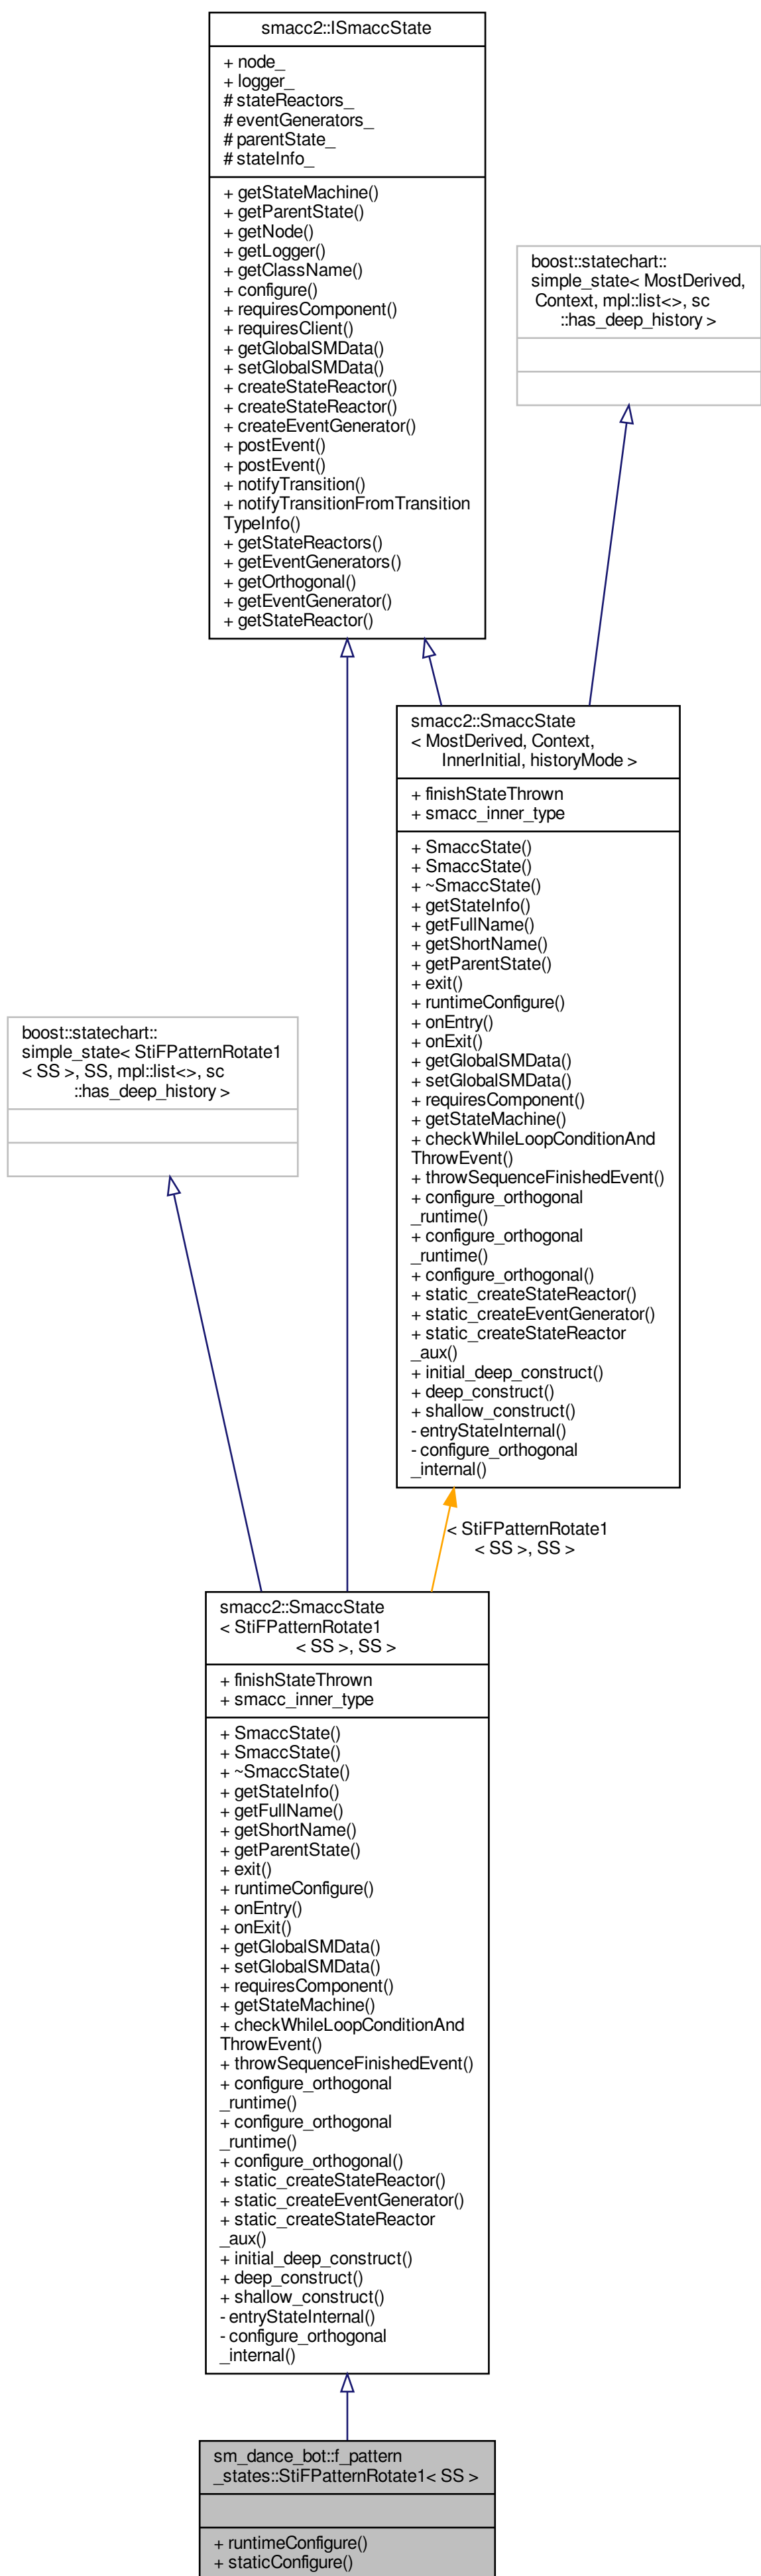 smacc2::ISmaccState
+ node_
+ logger_
# stateReactors_
# eventGenerators_
# parentState_
# stateInfo_
+ getStateMachine()
+ getParentState()
+ getNode()
+ getLogger()
+ getClassName()
+ configure()
+ requiresComponent()
+ requiresClient()
+ getGlobalSMData()
+ setGlobalSMData()
+ createStateReactor()
+ createStateReactor()
+ createEventGenerator()
+ postEvent()
+ postEvent()
+ notifyTransition()
+ notifyTransitionFromTransition
TypeInfo()
+ getStateReactors()
+ getEventGenerators()
+ getOrthogonal()
+ getEventGenerator()
+ getStateReactor()
boost::statechart::
simple_state< MostDerived,
Context, mpl::list<>, sc
::has_deep_history >
smacc2::SmaccState
< MostDerived, Context,
InnerInitial, historyMode >
+ finishStateThrown
+ smacc_inner_type
+ SmaccState()
+ SmaccState()
+ ~SmaccState()
+ getStateInfo()
+ getFullName()
+ getShortName()
+ getParentState()
+ exit()
+ runtimeConfigure()
+ onEntry()
+ onExit()
+ getGlobalSMData()
+ setGlobalSMData()
+ requiresComponent()
+ getStateMachine()
+ checkWhileLoopConditionAnd
ThrowEvent()
+ throwSequenceFinishedEvent()
+ configure_orthogonal
_runtime()
+ configure_orthogonal
_runtime()
+ configure_orthogonal()
+ static_createStateReactor()
+ static_createEventGenerator()
+ static_createStateReactor
_aux()
+ initial_deep_construct()
+ deep_construct()
+ shallow_construct()
- entryStateInternal()
- configure_orthogonal
_internal()
boost::statechart::
simple_state< StiFPatternRotate1
< SS >, SS, mpl::list<>, sc
::has_deep_history >
< StiFPatternRotate1
< SS >, SS >
smacc2::SmaccState
< StiFPatternRotate1
< SS >, SS >
+ finishStateThrown
+ smacc_inner_type
+ SmaccState()
+ SmaccState()
+ ~SmaccState()
+ getStateInfo()
+ getFullName()
+ getShortName()
+ getParentState()
+ exit()
+ runtimeConfigure()
+ onEntry()
+ onExit()
+ getGlobalSMData()
+ setGlobalSMData()
+ requiresComponent()
+ getStateMachine()
+ checkWhileLoopConditionAnd
ThrowEvent()
+ throwSequenceFinishedEvent()
+ configure_orthogonal
_runtime()
+ configure_orthogonal
_runtime()
+ configure_orthogonal()
+ static_createStateReactor()
+ static_createEventGenerator()
+ static_createStateReactor
_aux()
+ initial_deep_construct()
+ deep_construct()
+ shallow_construct()
- entryStateInternal()
- configure_orthogonal
_internal()
sm_dance_bot::f_pattern
_states::StiFPatternRotate1< SS >
+ runtimeConfigure()
+ staticConfigure()